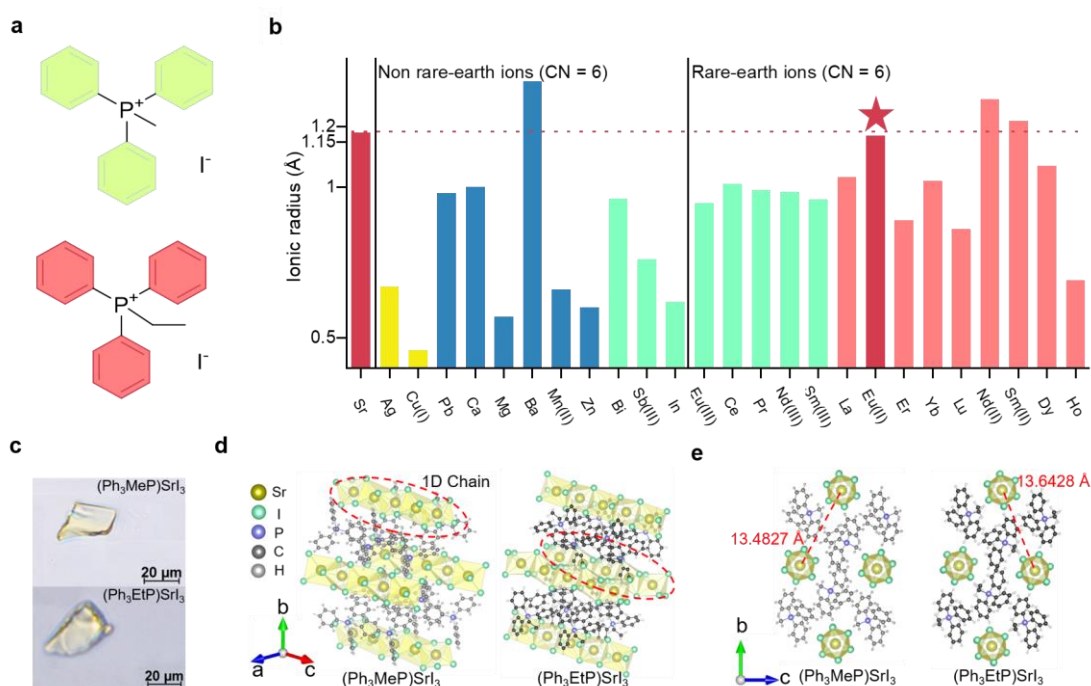 a
P+
I-
P+
I-
b
Non rare-earth ions (CN = 6)
Rare-earth ions (CN = 6)
Ionic radius (Å)
1.2
1.15
1
0.5
Sr
Ag
Cu(I)
Pb
Ca
Mg
Ba
Mn(II)
Zn
Bi
Sb(III)
In
Eu(III)
Ce
Pr
Nd(III)
Sm(III)
La
Eu(II)
Er
Yb
Lu
Nd(II)
Sm(II)
Dy
Ho
c
(Ph₃MeP)SrI₃
20 µm
(Ph₃EtP)SrI₃
20 µm
d
Sr
I
P
C
H
b
a
c
1D Chain
(Ph₃MeP)SrI₃
(Ph₃EtP)SrI₃
e
13.4827 Å
13.6428 Å
b
c
(Ph₃MeP)SrI₃
(Ph₃EtP)SrI₃